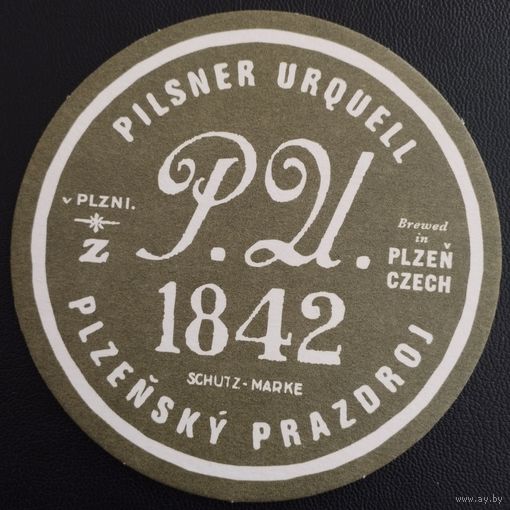 PILSNER URQUELL
P.U.
v PLZNI.
Z
Brewed
in
PLZEŇ
CZECH
1842
SCHUTZ-MARKE
PLZEŇSKÝ PRAZDROJ
www.ay.by